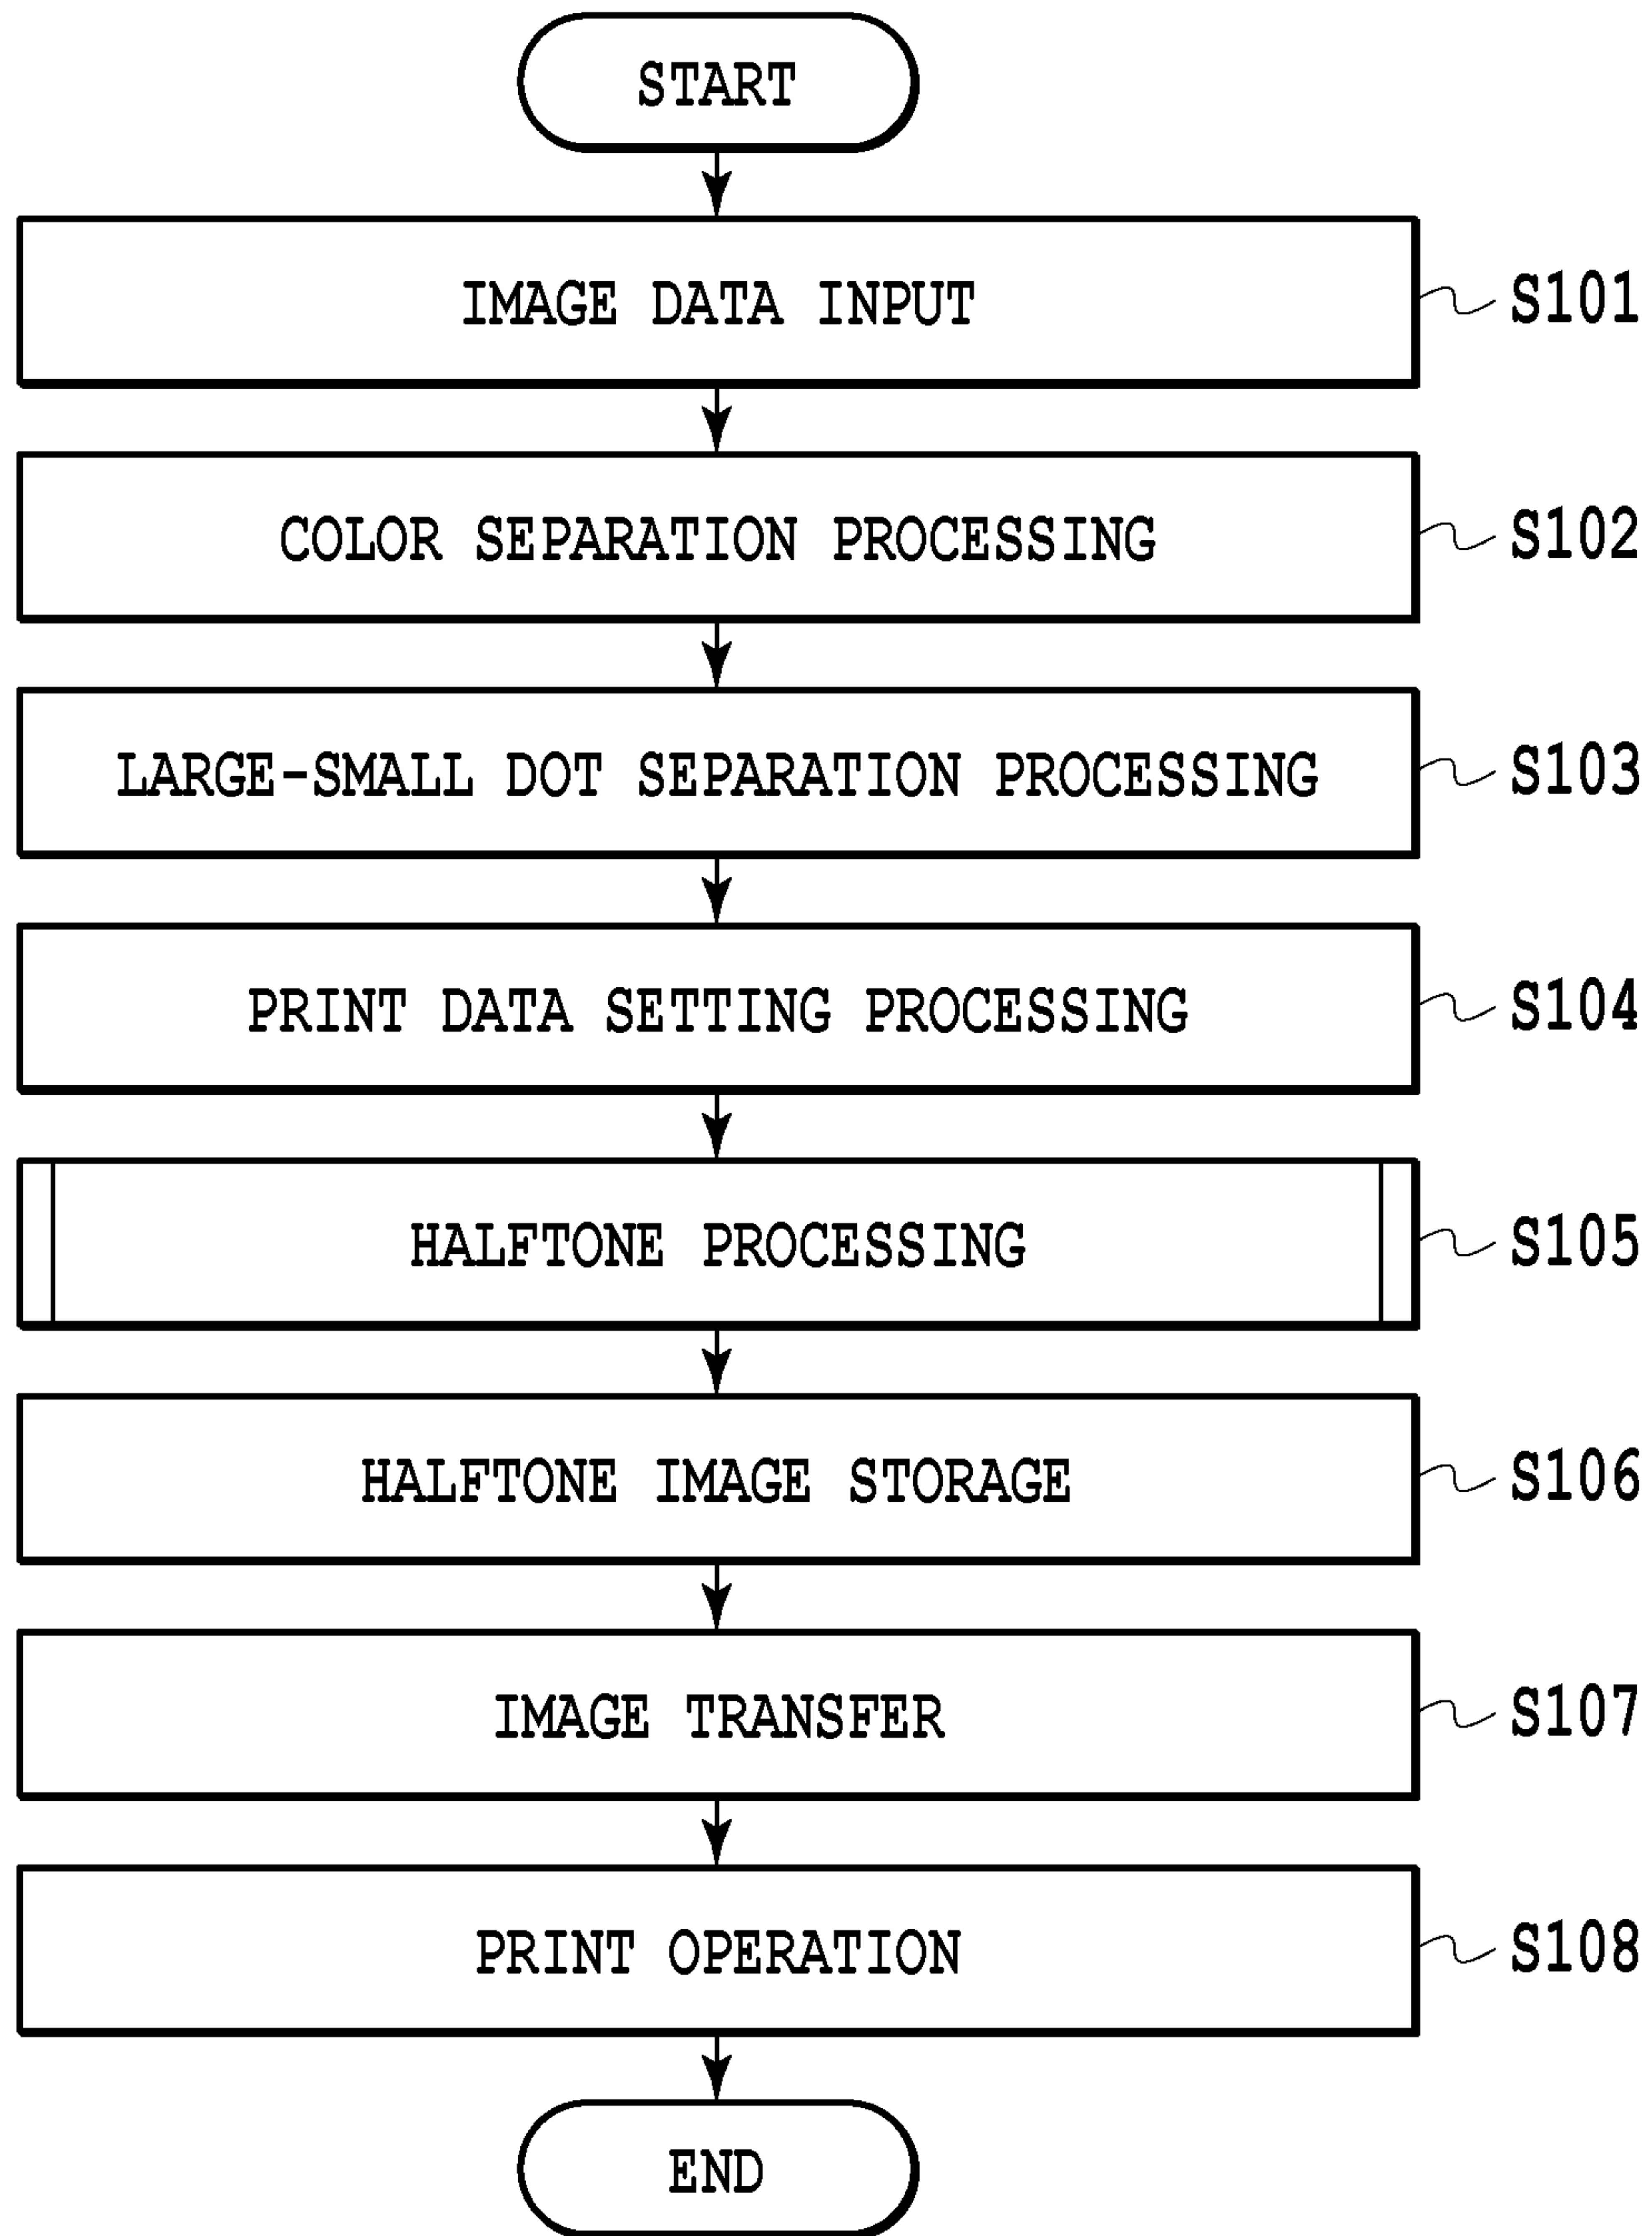 START
IMAGE DATA INPUT S101
COLOR SEPARATION PROCESSING S102
LARGE-SMALL DOT SEPARATION PROCESSING S103
PRINT DATA SETTING PROCESSING S104
HALFTONE PROCESSING S105
HALFTONE IMAGE STORAGE S106
IMAGE TRANSFER S107
PRINT OPERATION S108
END